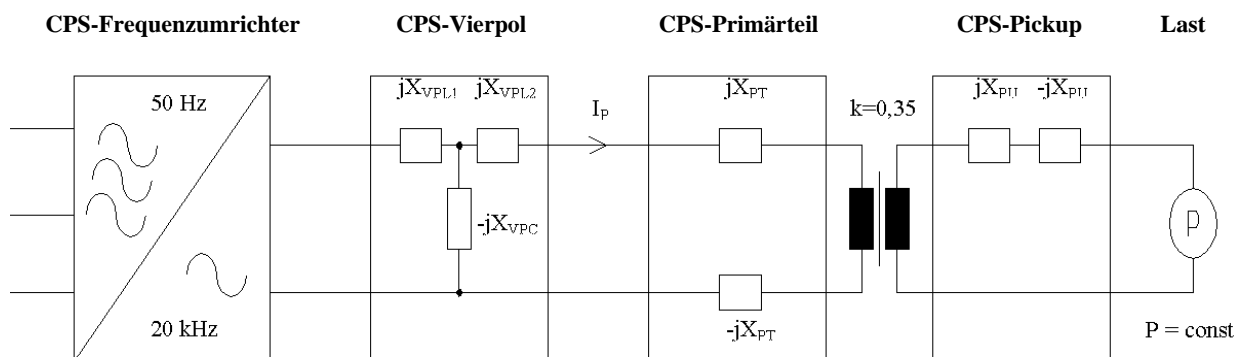 CPS-Frequenzumrichter CPS-Vierpol CPS-Primärteil CPS-Pickup Last
50 Hz
20 kHz
jX_VPL1 jX_VPL2
-jX_VPC
I_P
jX_PT
-jX_PT
k=0,35
jX_PU -jX_PU
P
P = const